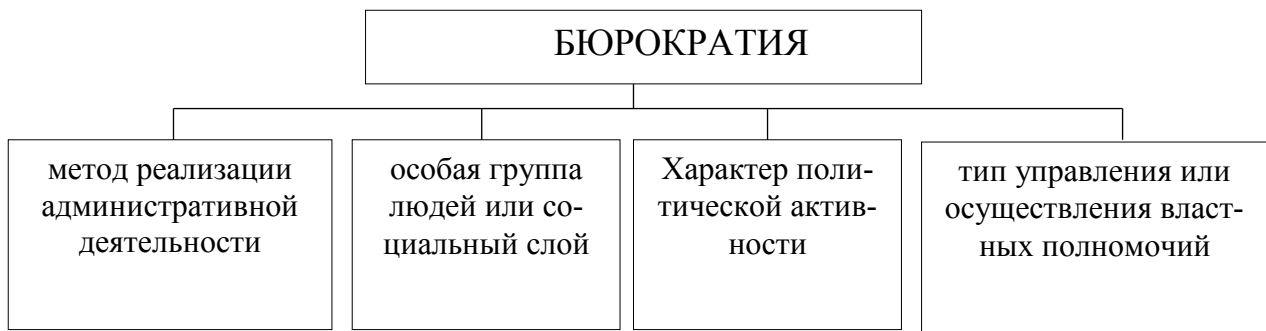 БЮРОКРАТИЯ
метод реализации
административной
деятельности
особая группа
людей или со-
циальный слой
Характер поли-
тической актив-
ности
тип управления или
осуществления власт-
ных полномочий